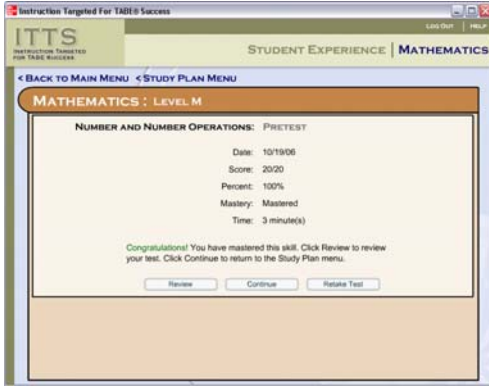 Instruction Targeted For TABE® Success
LOG OUT | HELP
ITTS
INSTRUCTION TARGETED
FOR TABE SUCCESS
STUDENT EXPERIENCE | MATHEMATICS
< BACK TO MAIN MENU < STUDY PLAN MENU
MATHEMATICS : LEVEL M
NUMBER AND NUMBER OPERATIONS: PRETEST
Date: 10/19/06
Score: 20/20
Percent: 100%
Mastery: Mastered
Time: 3 minute(s)
Congratulations! You have mastered this skill. Click Review to review
your test. Click Continue to return to the Study Plan menu.
Review Continue Retake Test